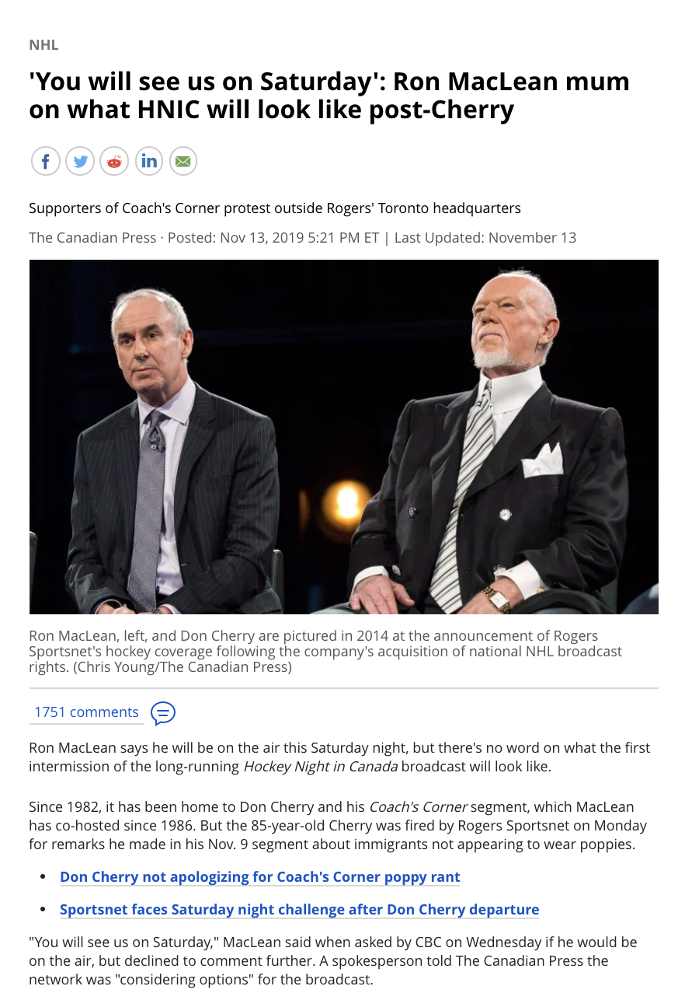 NHL
'You will see us on Saturday': Ron MacLean mum
on what HNIC will look like post-Cherry
f
in
Supporters of Coach's Corner protest outside Rogers' Toronto headquarters
The Canadian Press · Posted: Nov 13, 2019 5:21 PM ET | Last Updated: November 13
Ron MacLean, left, and Don Cherry are pictured in 2014 at the announcement of Rogers
Sportsnet's hockey coverage following the company's acquisition of national NHL broadcast
rights. (Chris Young/The Canadian Press)
1751 comments
Ron MacLean says he will be on the air this Saturday night, but there's no word on what the first
intermission of the long-running Hockey Night in Canada broadcast will look like.
Since 1982, it has been home to Don Cherry and his Coach's Corner segment, which MacLean
has co-hosted since 1986. But the 85-year-old Cherry was fired by Rogers Sportsnet on Monday
for remarks he made in his Nov. 9 segment about immigrants not appearing to wear poppies.
• Don Cherry not apologizing for Coach's Corner poppy rant
• Sportsnet faces Saturday night challenge after Don Cherry departure
"You will see us on Saturday," MacLean said when asked by CBC on Wednesday if he would be
on the air, but declined to comment further. A spokesperson told The Canadian Press the
network was "considering options" for the broadcast.